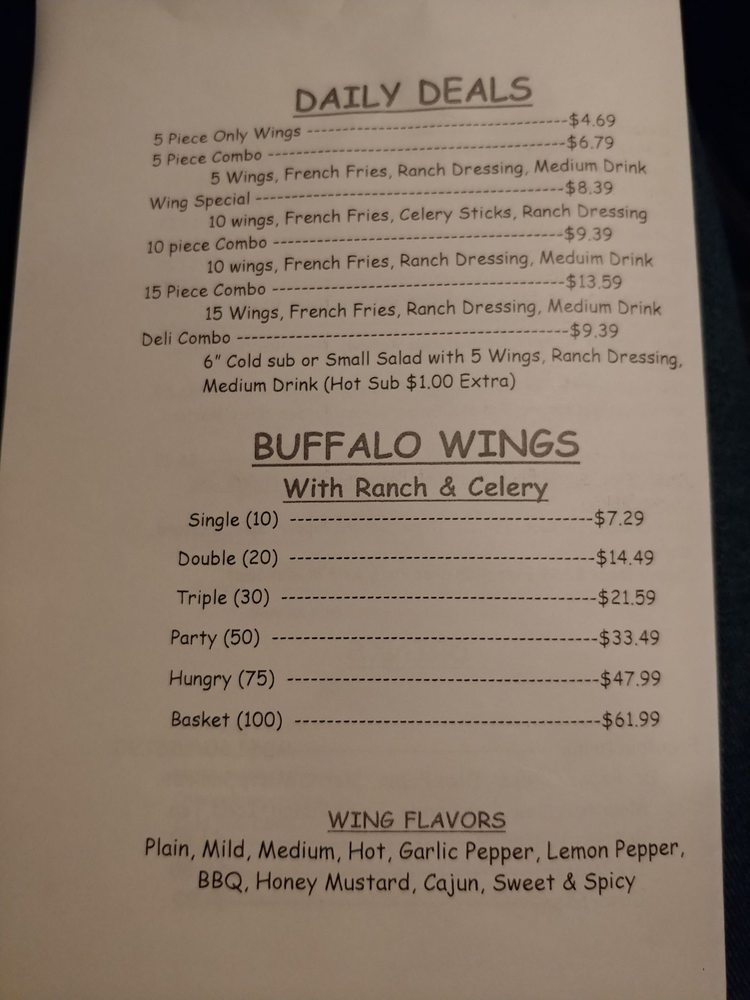 DAILY DEALS
5 Piece Only Wings ----------------------------------$4.69
5 Piece Combo ---------------------------------------$6.79
5 Wings, French Fries, Ranch Dressing, Medium Drink
Wing Special -----------------------------------------$8.39
10 wings, French Fries, Celery Sticks, Ranch Dressing
10 piece Combo --------------------------------------$9.39
10 wings, French Fries, Ranch Dressing, Meduim Drink
15 Piece Combo --------------------------------------$13.59
15 Wings, French Fries, Ranch Dressing, Medium Drink
Deli Combo -------------------------------------------$9.39
6” Cold sub or Small Salad with 5 Wings, Ranch Dressing,
Medium Drink (Hot Sub $1.00 Extra)
BUFFALO WINGS
With Ranch & Celery
Single (10) ---------------------------------------$7.29
Double (20) ---------------------------------------$14.49
Triple (30) ----------------------------------------$21.59
Party (50) -----------------------------------------$33.49
Hungry (75) ---------------------------------------$47.99
Basket (100) --------------------------------------$61.99
WING FLAVORS
Plain, Mild, Medium, Hot, Garlic Pepper, Lemon Pepper,
BBQ, Honey Mustard, Cajun, Sweet & Spicy